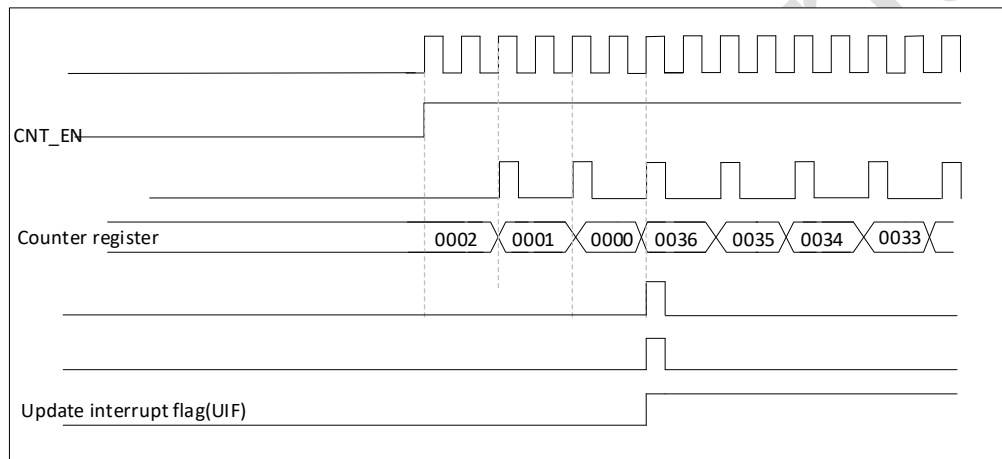 CNT_EN
Counter register
0002 0001 0000 0036 0035 0034 0033
Update interrupt flag(UIF)